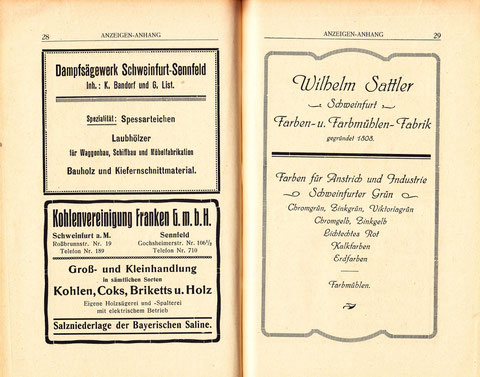 28 ANZEIGEN-ANHANG
Dampfsägewerk Schweinfurt-Sennfeld
Inh.: K. Bandorf und G. List.
Spezialität: Spessarteichen
Laubhölzer
für Waggonbau, Schiffbau und Möbelfabrikation
Bauholz und Kiefernschnittmaterial.
Kohlenvereinigung Franken G. m. b. H.
Schweinfurt a. M. Sennfeld
Roßbrunnstr. Nr. 19 Gochsheimerstr. Nr. 106½
Telefon Nr. 189 Telefon Nr. 710
Groß- und Kleinhandlung
in sämtlichen Sorten
Kohlen, Coks, Briketts u. Holz
Eigene Holzsägerei und -Spalterei
mit elektrischem Betrieb
Salzniederlage der Bayerischen Saline.
ANZEIGEN-ANHANG 29
Wilhelm Sattler
Schweinfurt
Farben- u. Farbmühlen-Fabrik
gegründet 1808.
Farben für Anstrich und Industrie
Schweinfurter Grün
Chromgrün, Zinkgrün, Viktoriagrün
Chromgelb, Zinkgelb
Lichtechtes Rot
Kalkfarben
Erdfarben
Farbmühlen.